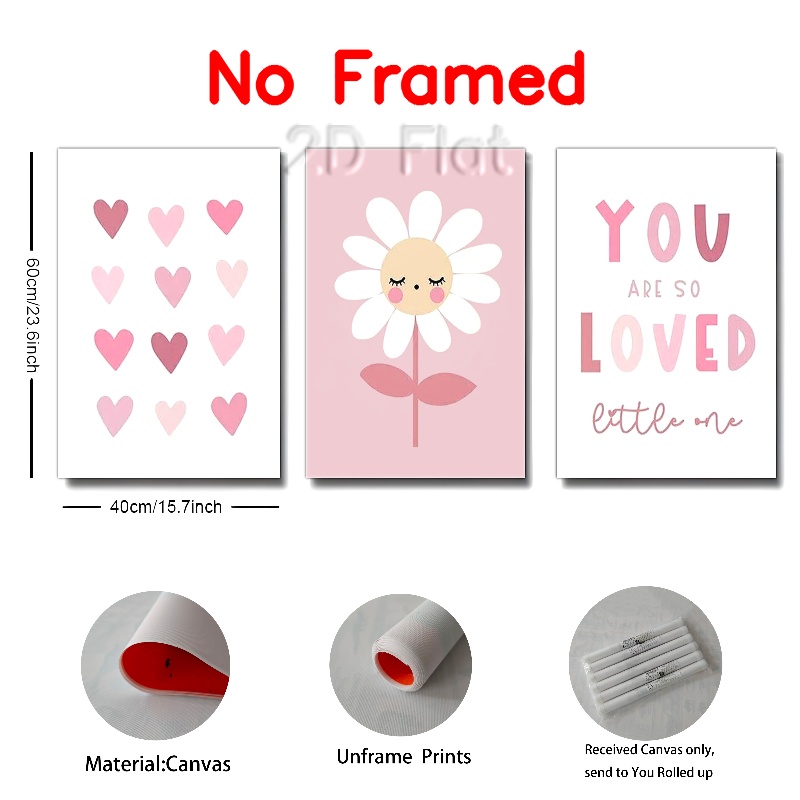 No Framed
2D Flat
60cm/23.6inch
YOU
ARE SO
LOVED
little one
40cm/15.7inch
Material:Canvas
Unframe Prints
Received Canvas only,
send to You Rolled up